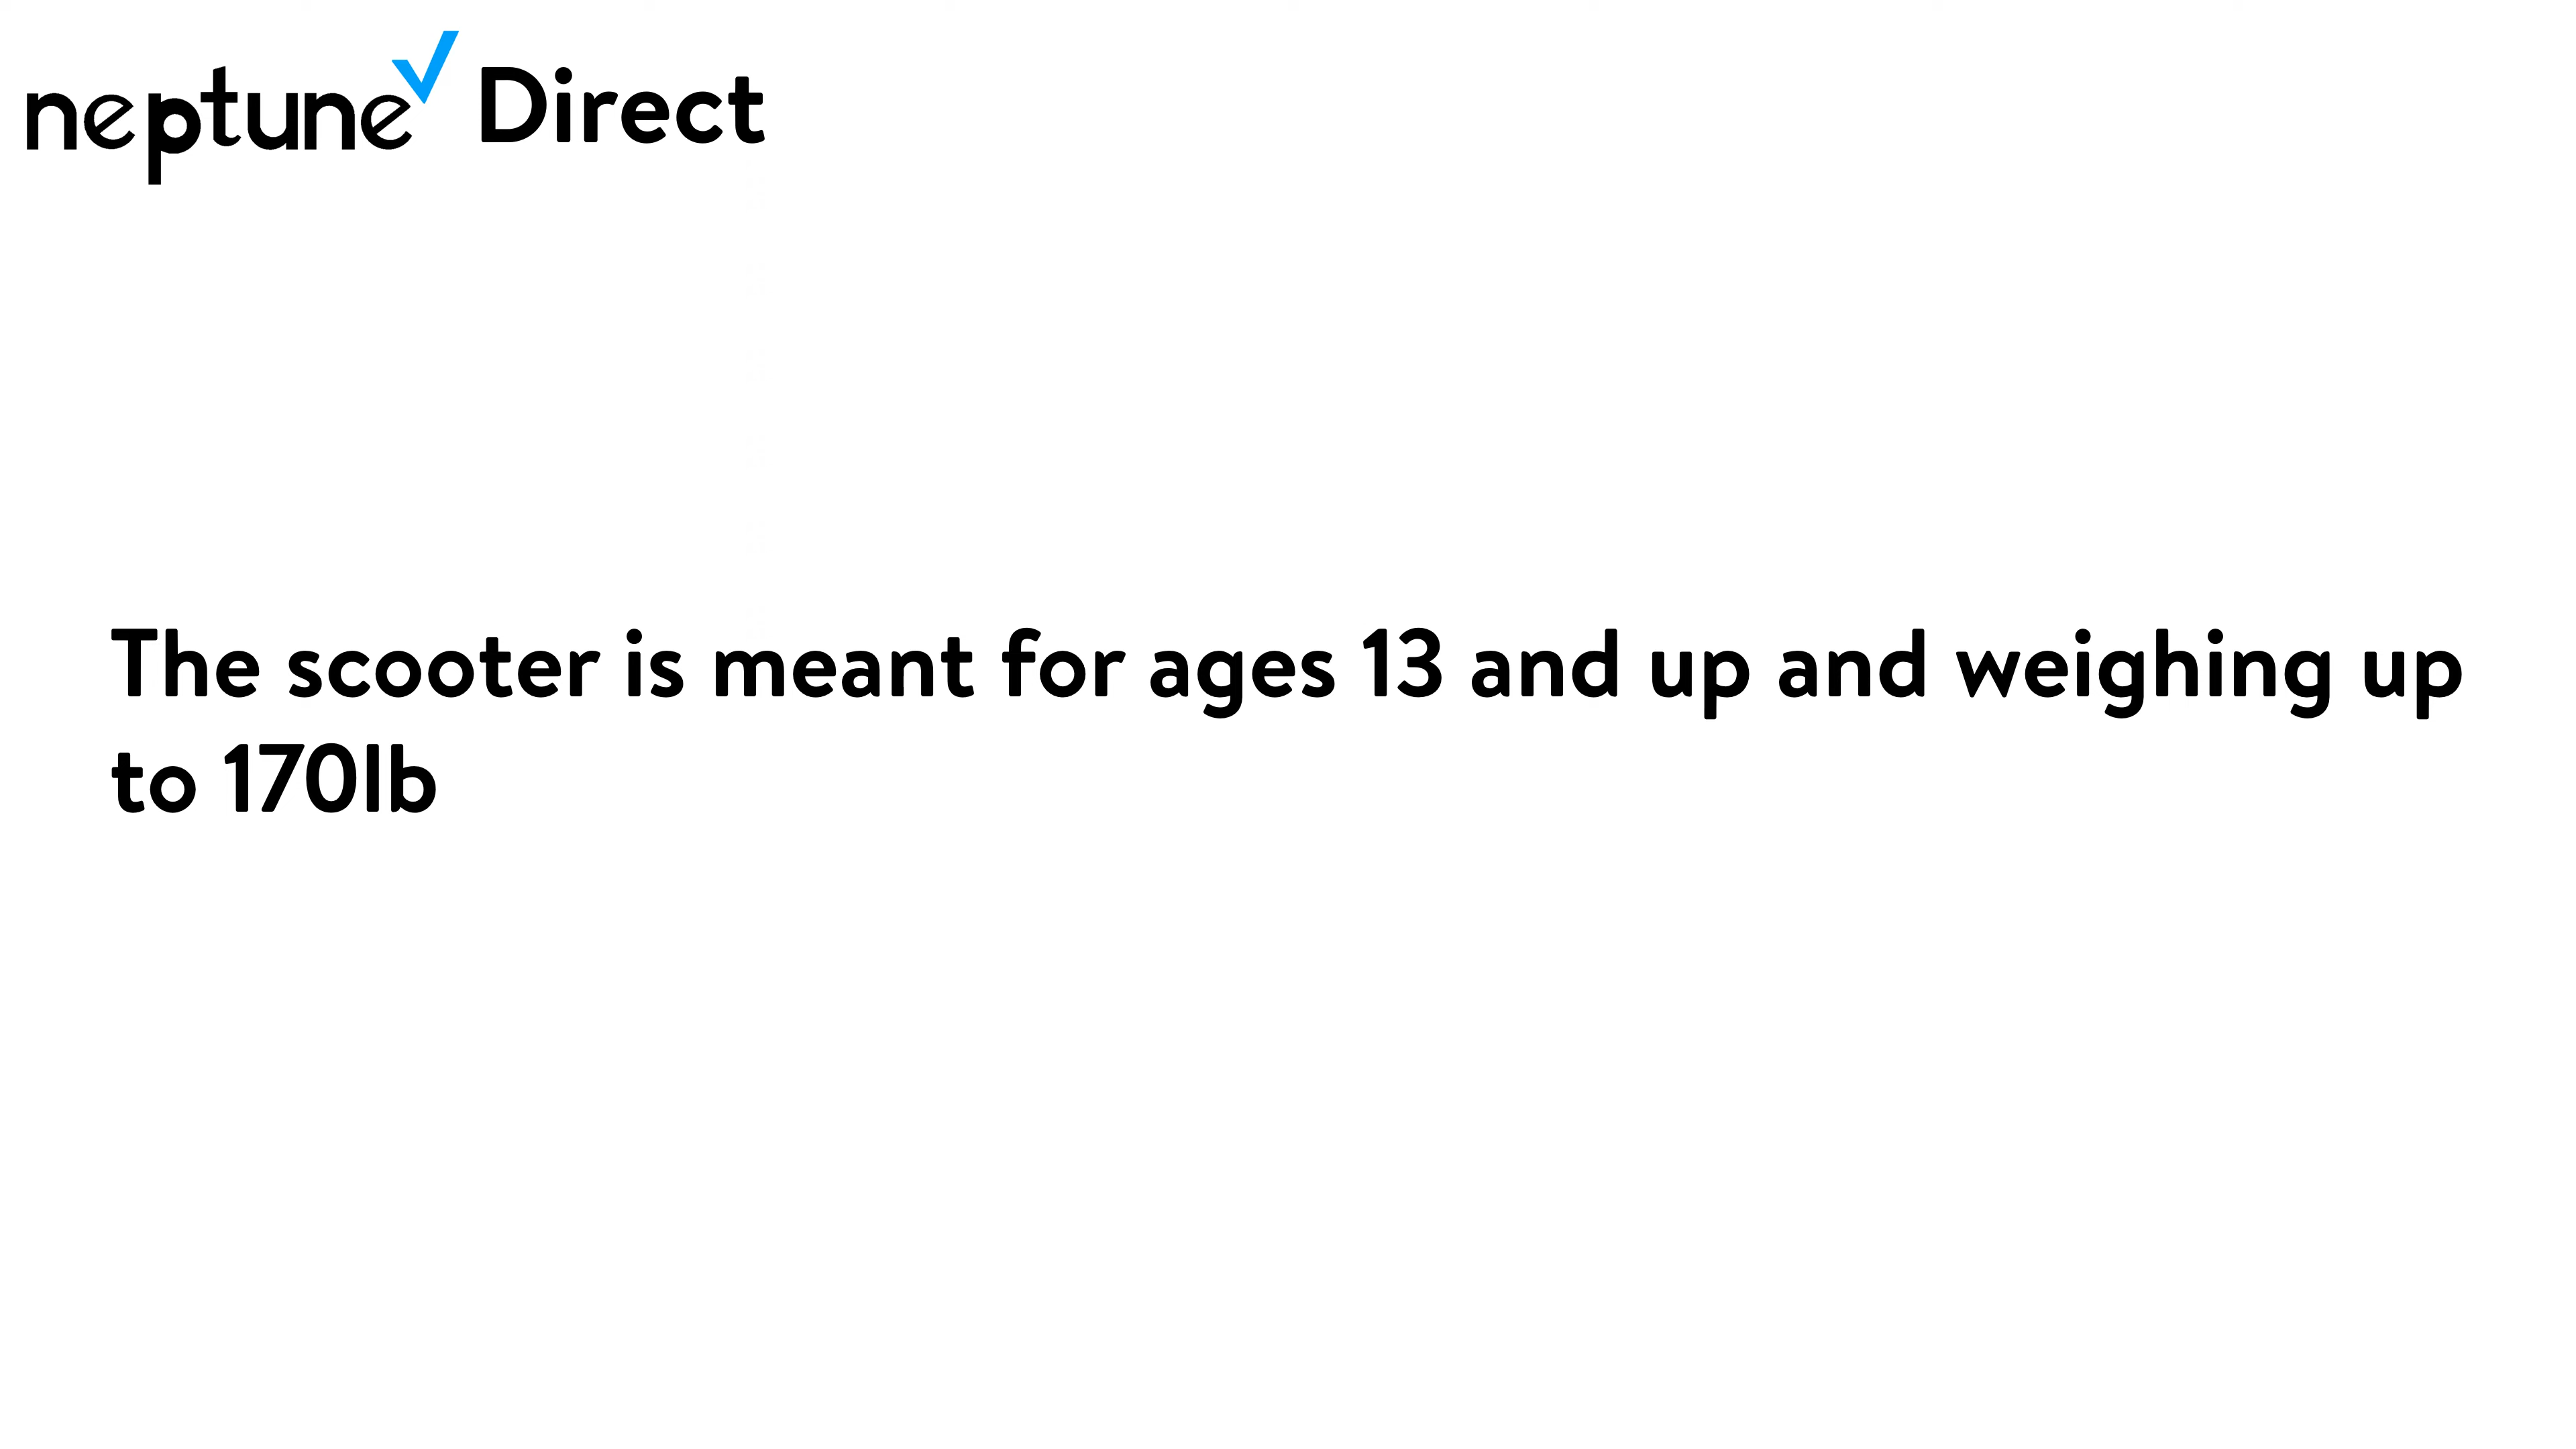 neptune Direct
The scooter is meant for ages 13 and up and weighing up
to 170lb